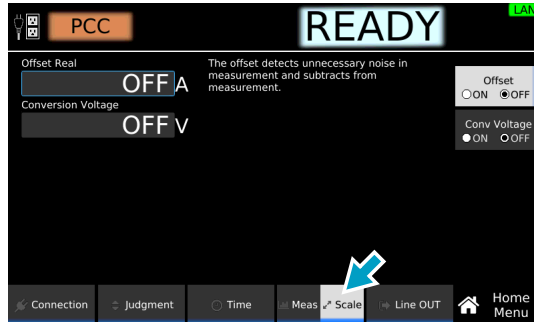 LAN
PCC
READY
Offset Real
OFF A
Conversion Voltage
OFF V
The offset detects unnecessary noise in
measurement and subtracts from
measurement.
Offset
ON OFF
Conv Voltage
ON OFF
Connection
Judgment
Time
Meas
Scale
Line OUT
Home
Menu